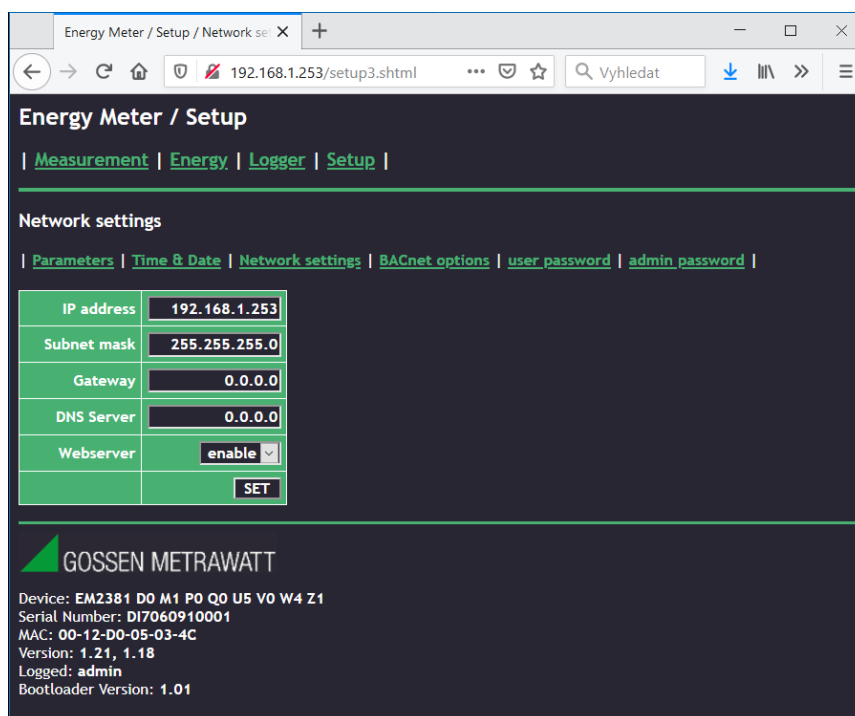 Energy Meter / Setup / Network se
192.168.1.253/setup3.shtml
Vyhledat
Energy Meter / Setup
| Measurement | Energy | Logger | Setup |
Network settings
| Parameters | Time & Date | Network settings | BACnet options | user password | admin password |
IP address 192.168.1.253
Subnet mask 255.255.255.0
Gateway 0.0.0.0
DNS Server 0.0.0.0
Webserver enable
SET
GOSSEN METRAWATT
Device: EM2381 D0 M1 P0 Q0 U5 V0 W4 Z1
Serial Number: DI7060910001
MAC: 00-12-D0-05-03-4C
Version: 1.21, 1.18
Logged: admin
Bootloader Version: 1.01